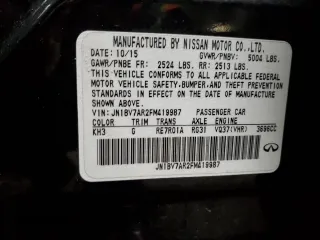 MANUFACTURED BY NISSAN MOTOR CO.,LTD.
DATE: 10/15 GVWR/PNBV: 5004 LBS.
GAWR/PNBE FR: 2524 LBS. RR: 2513 LBS.
THIS VEHICLE CONFORMS TO ALL APPLICABLE
FEDERAL MOTOR VEHICLE SAFETY,BUMPER,AND THEFT
PREVENTION STANDARDS IN EFFECT ON THE DATE OF
MANUFACTURE SHOWN ABOVE.
VIN: JN1BV7AR2FM419987 PASSENGER CAR
COLOR TRIM TRANS AXLE ENGINE
KH3 G RE7R01A RG31 VQ37(VHR) 3696CC
JN1BV7AR2FM419987